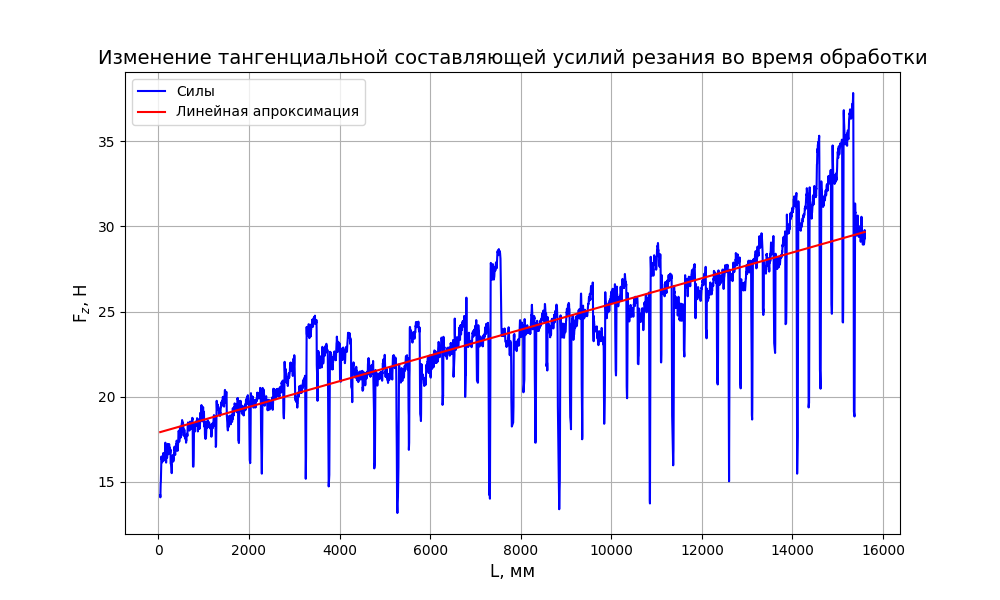 Изменение тангенциальной составляющей усилий резания во время обработки
Силы
Линейная апроксимация
35
30
25
20
15
F_z, Н
0 2000 4000 6000 8000 10000 12000 14000 16000
L, мм